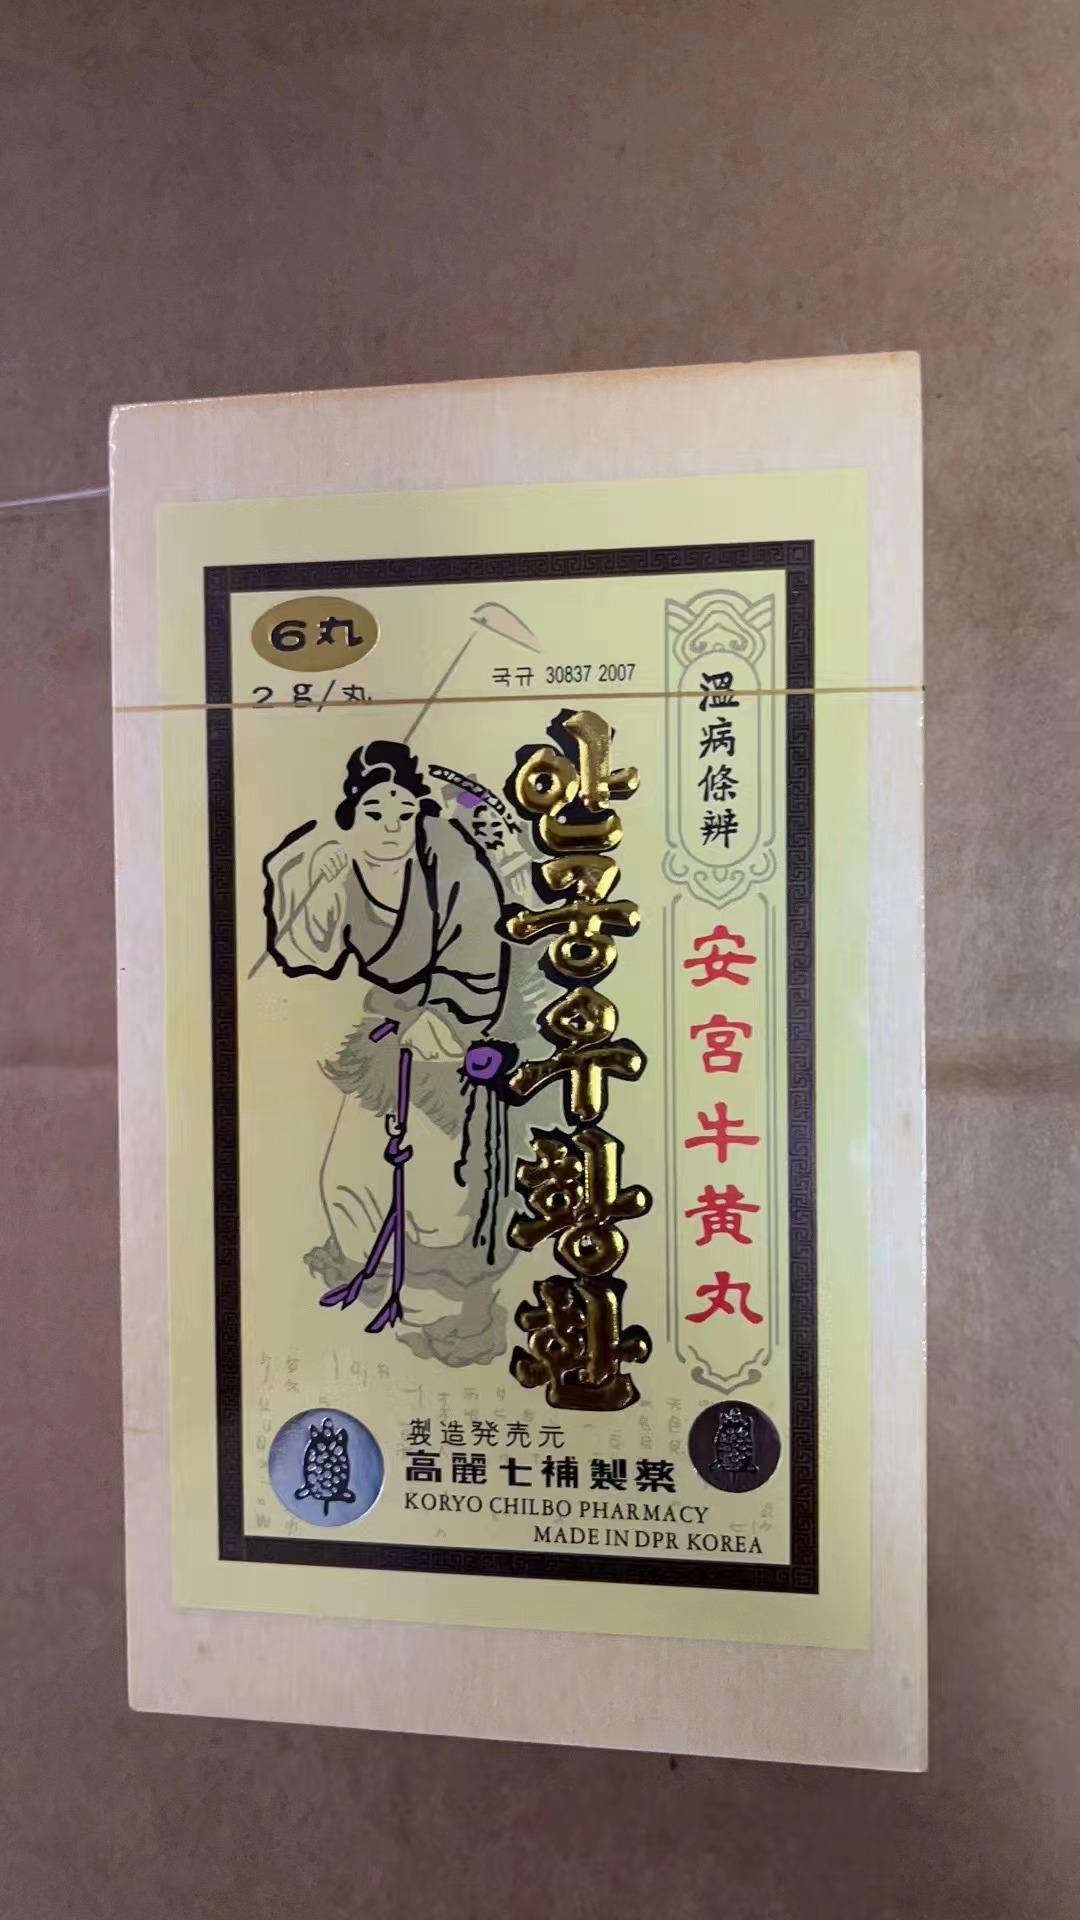 6丸
2g/丸
국규 30837 2007
溫病條辨
안궁우황환
安宮牛黃丸
製造発売元
高麗七補製薬
KORYO CHILBO PHARMACY
MADE IN DPR KOREA